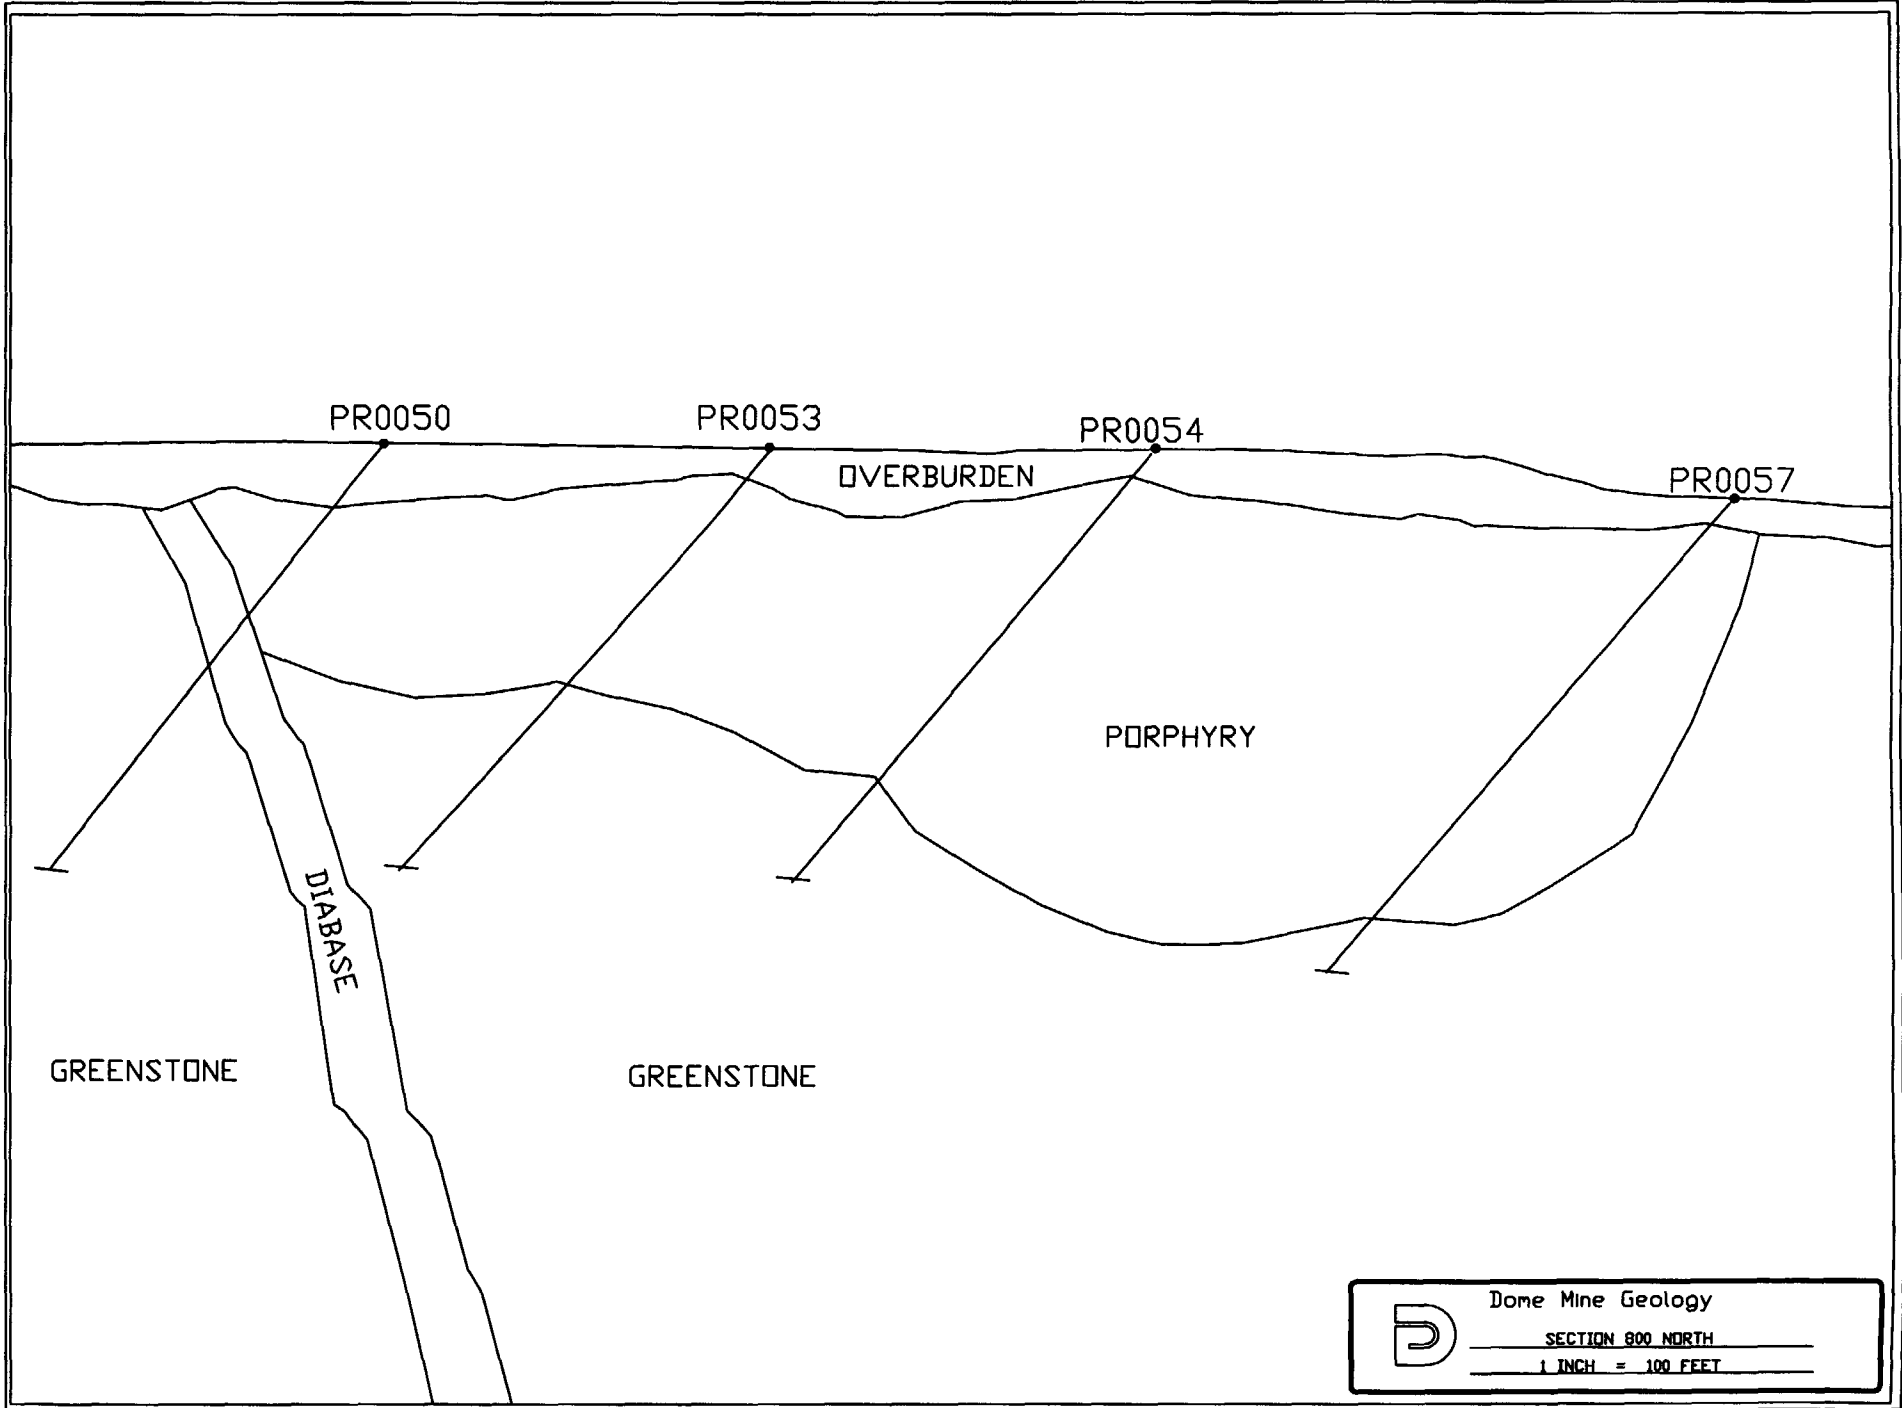 PR0050
PR0053
PR0054
PR0057
OVERBURDEN
PORPHYRY
DIABASE
GREENSTONE
GREENSTONE
Dome Mine Geology
SECTION 800 NORTH
1 INCH = 100 FEET